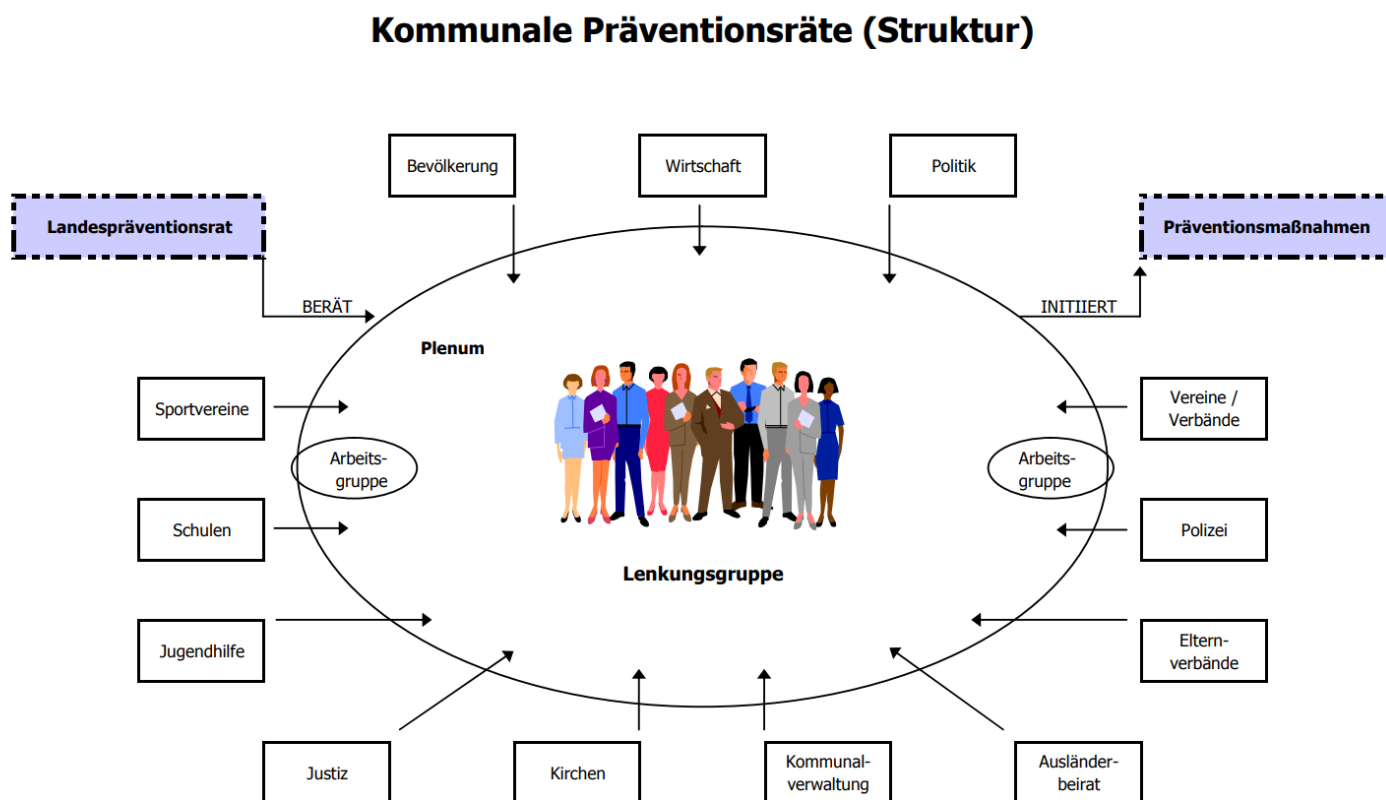 Kommunale Präventionsräte (Struktur)
Bevölkerung
Wirtschaft
Politik
Landespräventionsrat
Präventionsmaßnahmen
BERÄT
INITIIERT
Plenum
Sportvereine
Vereine /
Verbände
Arbeits-
gruppe
Arbeits-
gruppe
Schulen
Polizei
Lenkungsgruppe
Jugendhilfe
Eltern-
verbände
Justiz
Kirchen
Kommunal-
verwaltung
Ausländer-
beirat